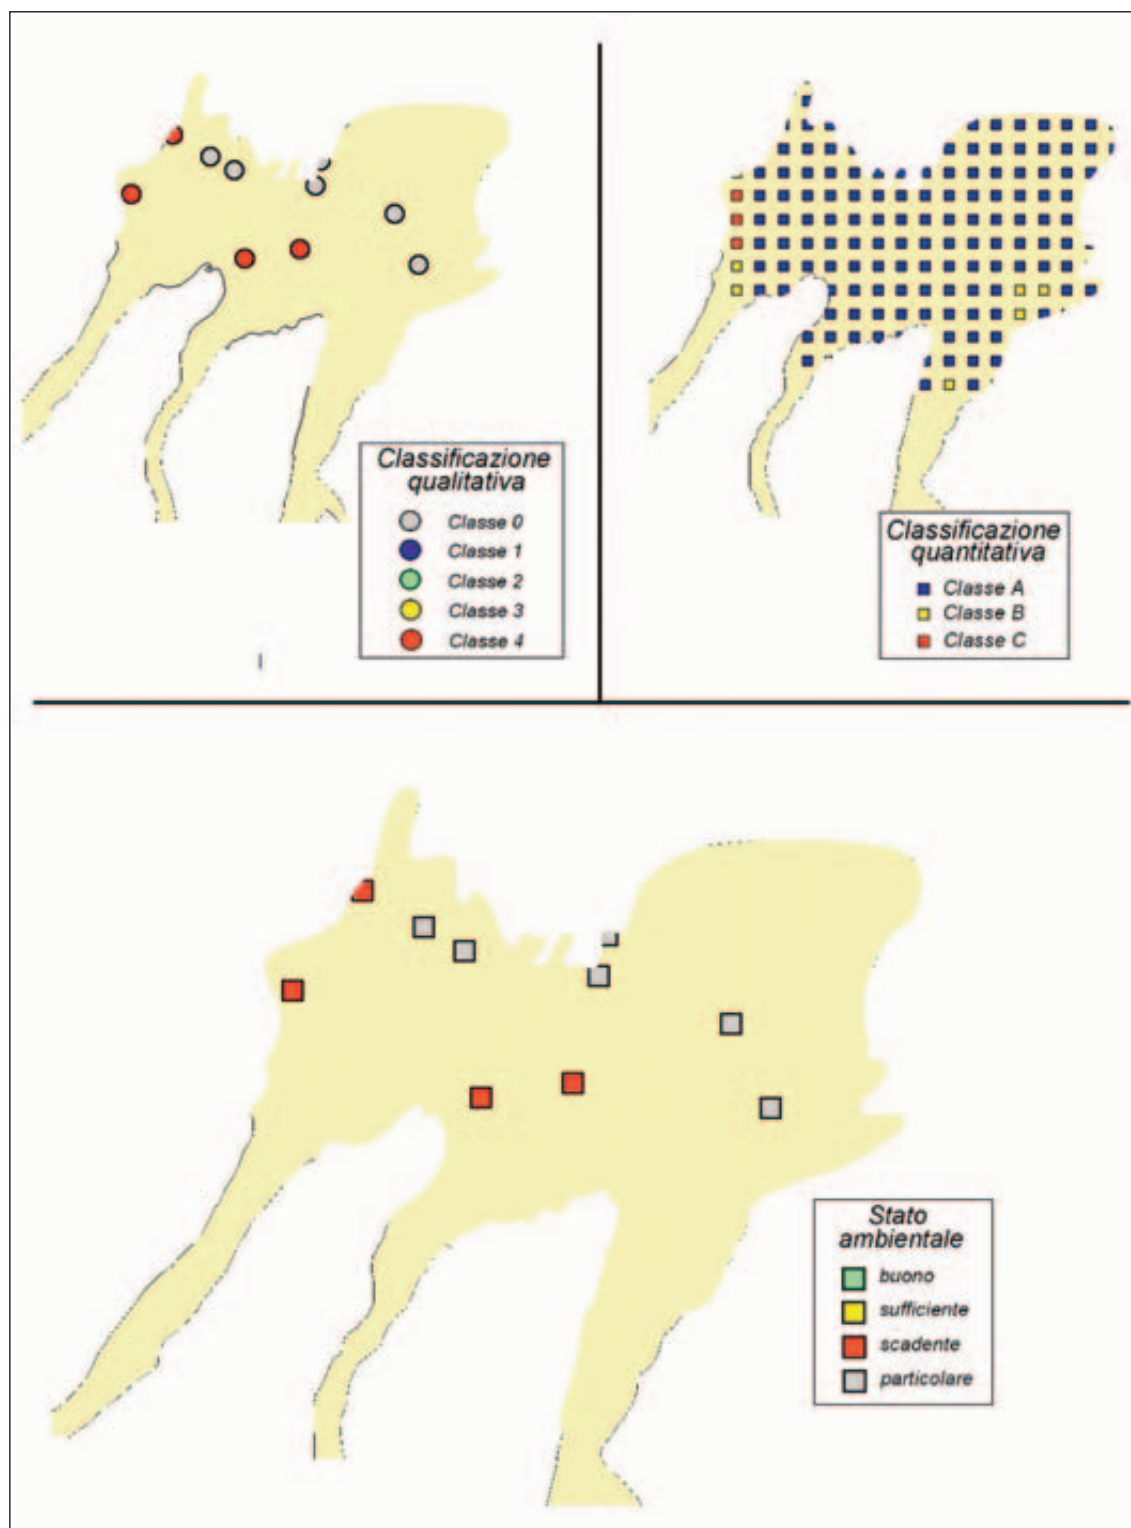 Classificazione
qualitativa
Classe 0
Classe 1
Classe 2
Classe 3
Classe 4
Classificazione
quantitativa
Classe A
Classe B
Classe C
Stato
ambientale
buono
sufficiente
scadente
particolare